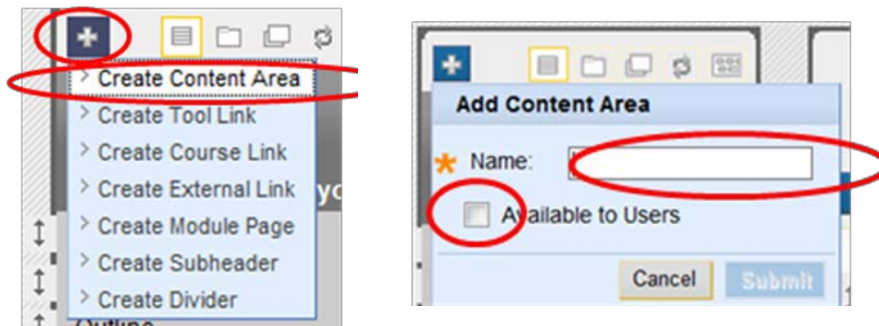 > Create Content Area
> Create Tool Link
> Create Course Link
> Create External Link
> Create Module Page
> Create Subheader
> Create Divider
Add Content Area
* Name:
Available to Users
Cancel Submit